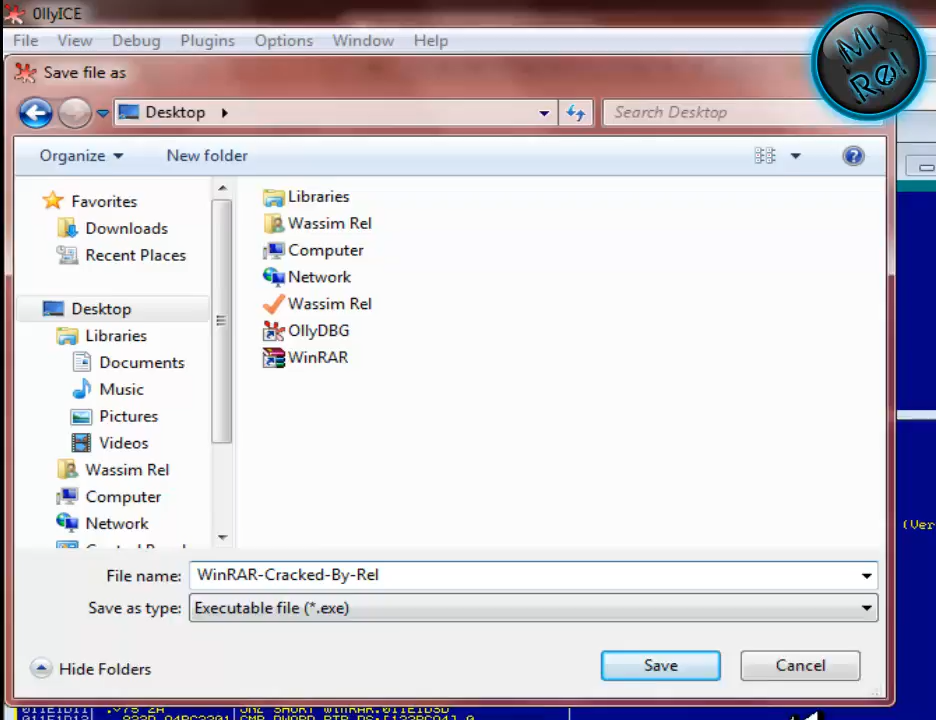 OllyICE
File View Debug Plugins Options Window Help
Mr
Rel
Save file as
Desktop
Search Desktop
Organize New folder
Favorites
Downloads
Recent Places
Desktop
Libraries
Documents
Music
Pictures
Videos
Wassim Rel
Computer
Network
Libraries
Wassim Rel
Computer
Network
Wassim Rel
OllyDBG
WinRAR
(Ver
File name: WinRAR-Cracked-By-Rel
Save as type: Executable file (*.exe)
Hide Folders
Save Cancel